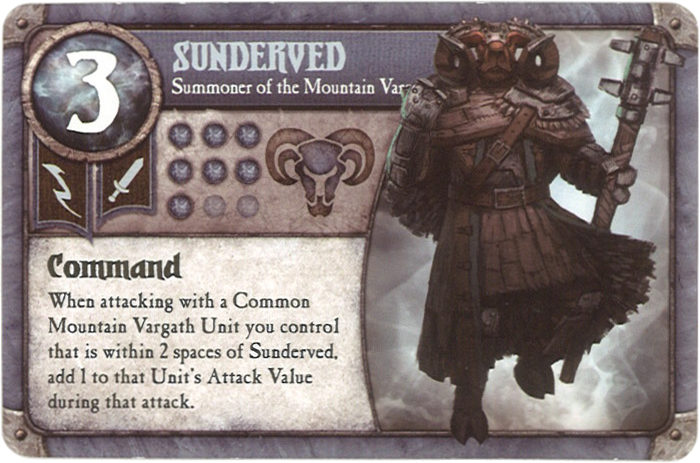 3
SUNDERVED
Summoner of the Mountain
Command
When attacking with a Common
Mountain Vargath Unit you control
that is within 2 spaces of Sunderved,
add 1 to that Unit's Attack Value
during that attack.